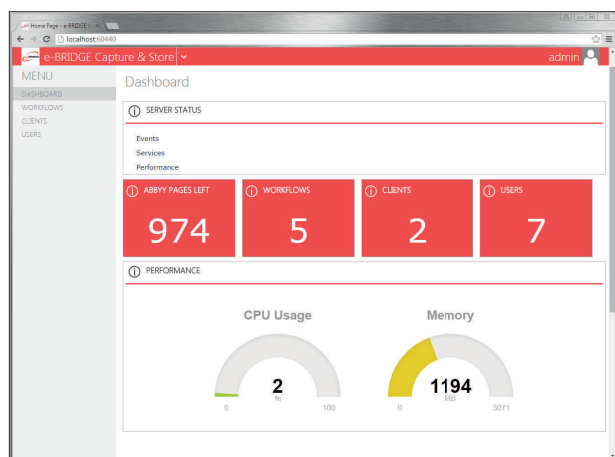 Home Page - e-BRIDGE
localhost:60440
e-BRIDGE Capture & Store
admin
MENU
DASHBOARD
WORKFLOWS
CLIENTS
USERS
Dashboard
SERVER STATUS
Events
Services
Performance
ABBYY PAGES LEFT
974
WORKFLOWS
5
CLIENTS
2
USERS
7
PERFORMANCE
CPU Usage
2
%
0
100
Memory
1194
MB
0
3071